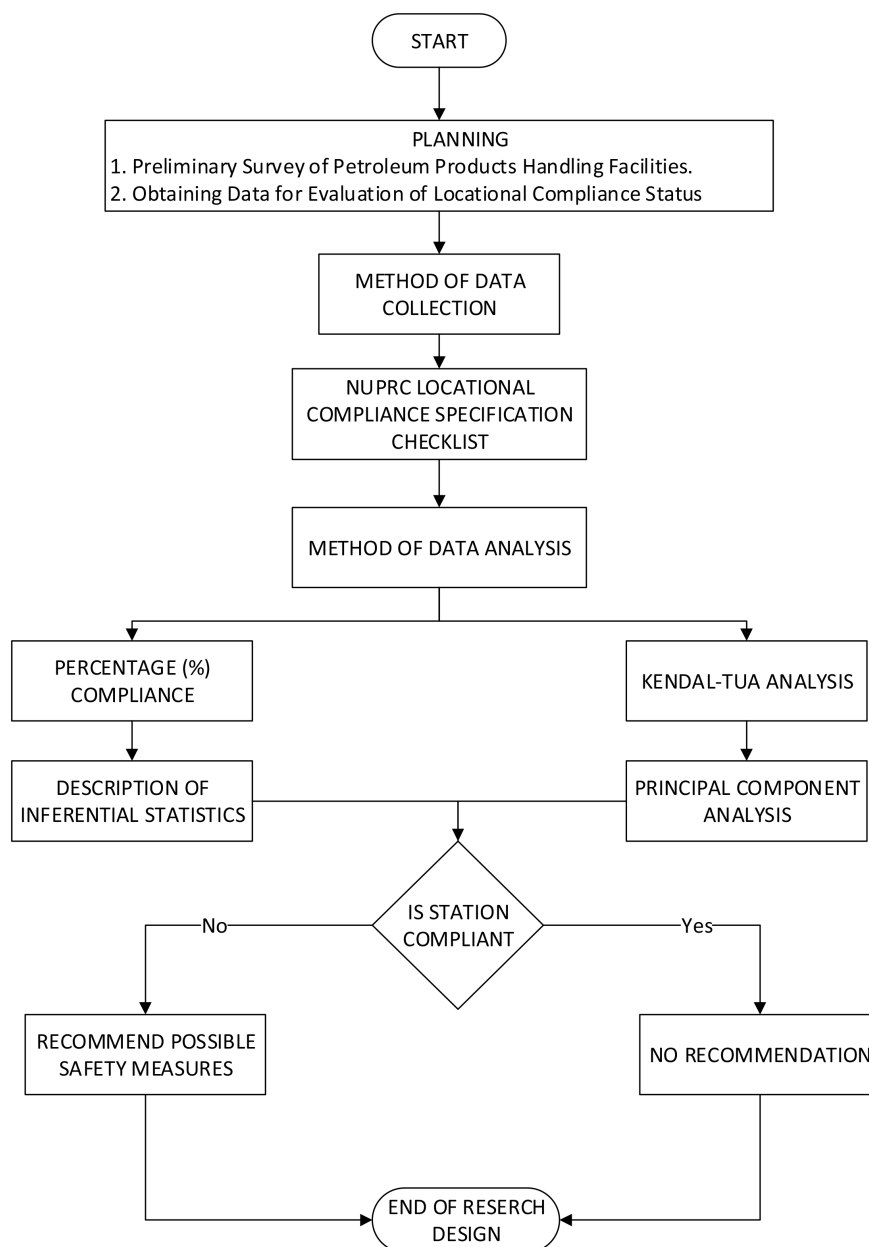 START
PLANNING
1. Preliminary Survey of Petroleum Products Handling Facilities.
2. Obtaining Data for Evaluation of Locational Compliance Status
METHOD OF DATA
COLLECTION
NUPRC LOCATIONAL
COMPLIANCE SPECIFICATION
CHECKLIST
METHOD OF DATA ANALYSIS
PERCENTAGE (%)
COMPLIANCE
KENDAL-TUA ANALYSIS
DESCRIPTION OF
INFERENTIAL STATISTICS
PRINCIPAL COMPONENT
ANALYSIS
IS STATION
COMPLIANT
No
Yes
RECOMMEND POSSIBLE
SAFETY MEASURES
NO RECOMMENDATION
END OF RESERCH
DESIGN